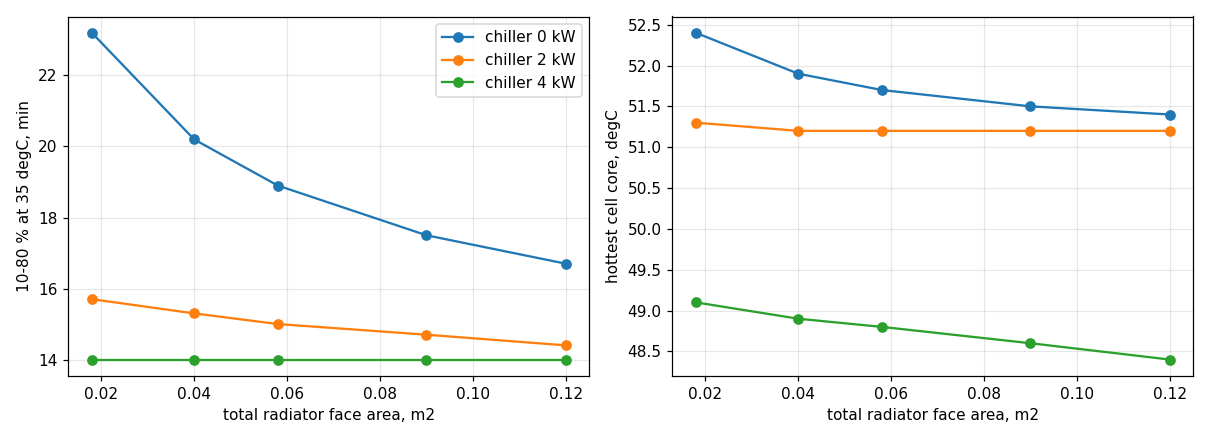 10-80 % at 35 degC, min
22
20
18
16
14
chiller 0 kW
chiller 2 kW
chiller 4 kW
0.02 0.04 0.06 0.08 0.10 0.12
total radiator face area, m2
hottest cell core, degC
52.5
52.0
51.5
51.0
50.5
50.0
49.5
49.0
48.5
0.02 0.04 0.06 0.08 0.10 0.12
total radiator face area, m2